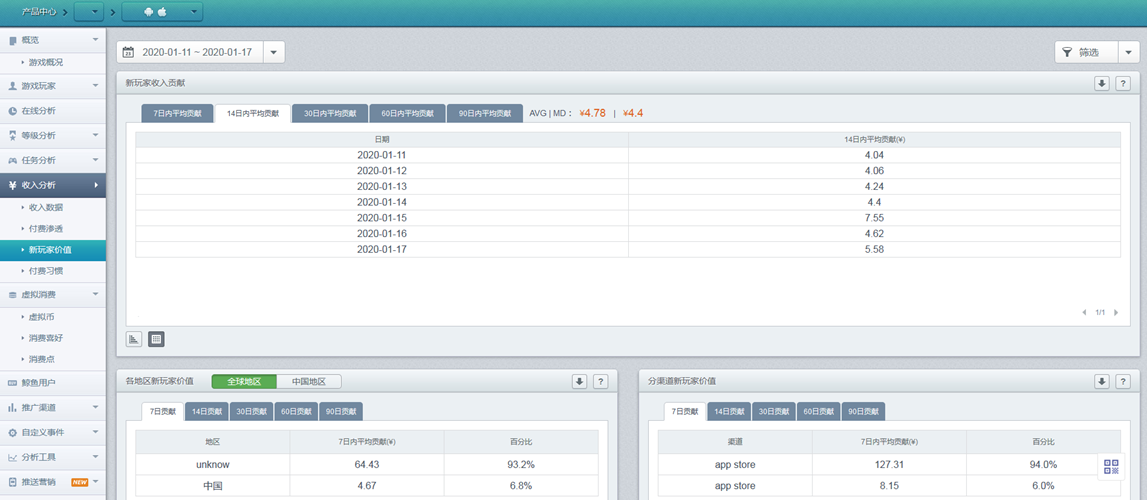 产品中心
2020-01-11 ~ 2020-01-17
筛选
概览
游戏概况
游戏玩家
在线分析
等级分析
任务分析
收入分析
收入数据
付费渗透
新玩家价值
付费习惯
虚拟消费
虚拟币
消费喜好
消费点
鲸鱼用户
推广渠道
自定义事件
分析工具
推送营销 NEW
新玩家收入贡献
7日内平均贡献 14日内平均贡献 30日内平均贡献 60日内平均贡献 90日内平均贡献 AVG | MD： ¥4.78 | ¥4.4
日期 14日内平均贡献(¥)
2020-01-11 4.04
2020-01-12 4.06
2020-01-13 4.24
2020-01-14 4.4
2020-01-15 7.55
2020-01-16 4.62
2020-01-17 5.58
1/1
各地区新玩家价值 全球地区 中国地区
7日贡献 14日贡献 30日贡献 60日贡献 90日贡献
地区 7日内平均贡献(¥) 百分比
unknow 64.43 93.2%
中国 4.67 6.8%
分渠道新玩家价值
7日贡献 14日贡献 30日贡献 60日贡献 90日贡献
渠道 7日内平均贡献(¥) 百分比
app store 127.31 94.0%
app store 8.15 6.0%